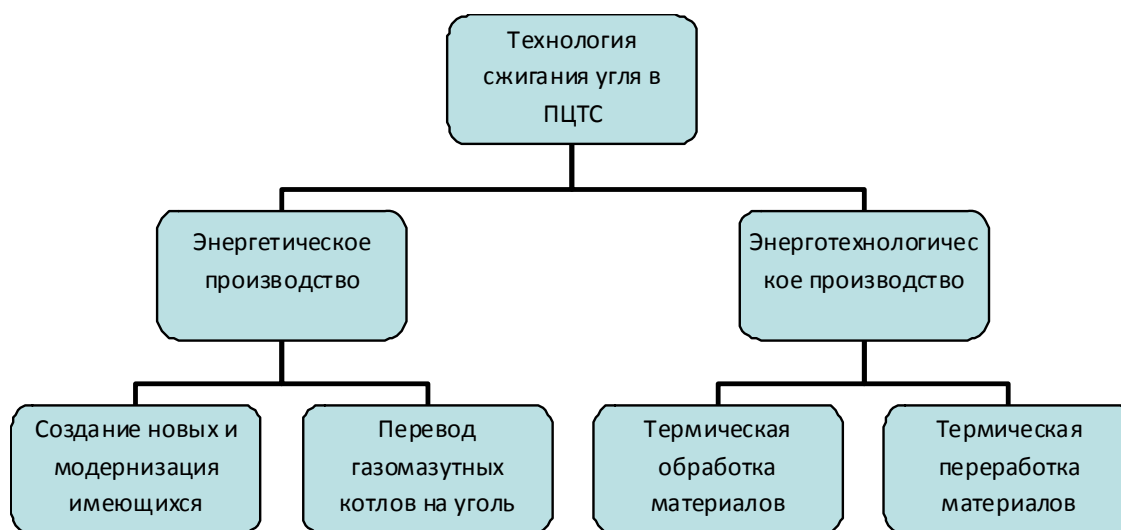 Технология
сжигания угля в
ПЦТС
Энергетическое
производство
Энерготехнологичес
кое производство
Создание новых и
модернизация
имеющихся
Перевод
газомазутных
котлов на уголь
Термическая
обработка
материалов
Термическая
переработка
материалов